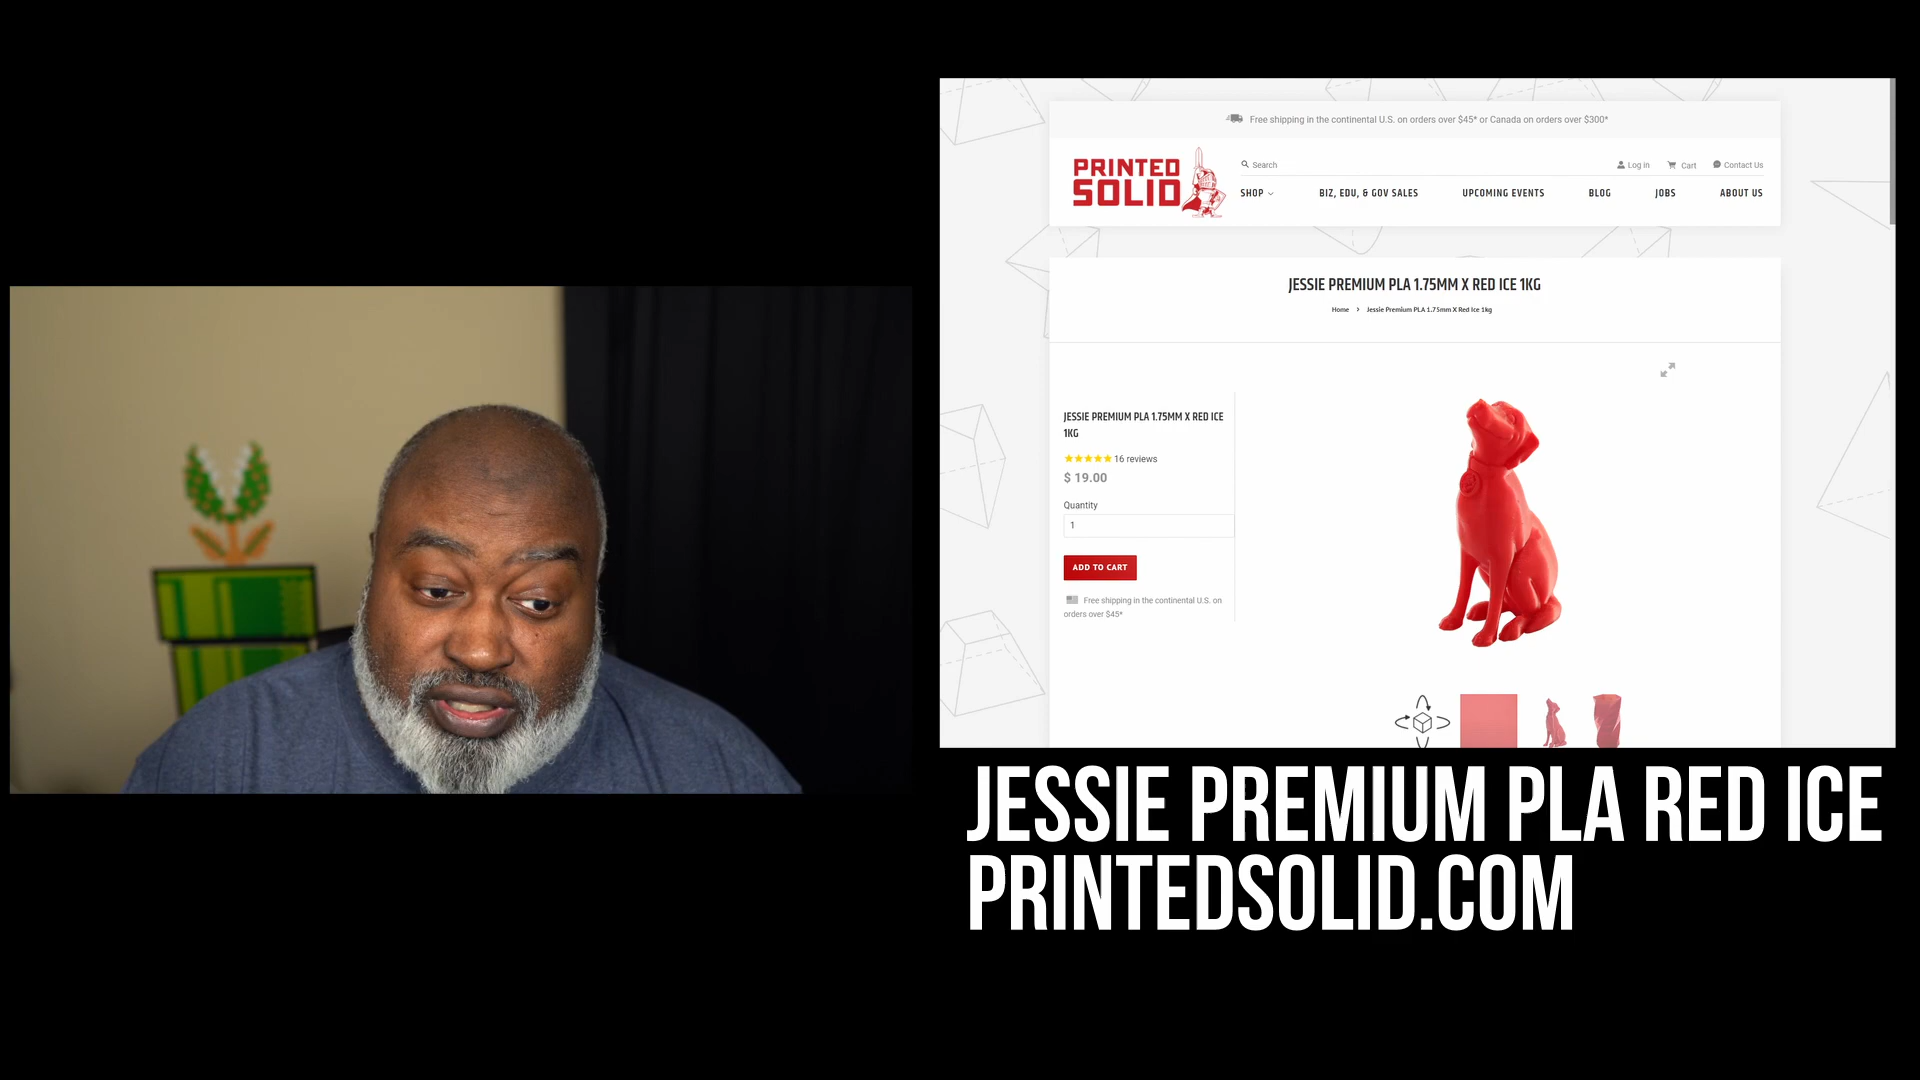 Free shipping in the continental U.S. on orders over $45* or Canada on orders over $300*
PRINTED
SOLID
Search
Log in
Cart
Contact Us
SHOP
BIZ, EDU, & GOV SALES
UPCOMING EVENTS
BLOG
JOBS
ABOUT US
JESSIE PREMIUM PLA 1.75MM X RED ICE 1KG
Home > Jessie Premium PLA 1.75mm X Red Ice 1kg
JESSIE PREMIUM PLA 1.75MM X RED ICE
1KG
16 reviews
$ 19.00
Quantity
1
ADD TO CART
Free shipping in the continental U.S. on
orders over $45*
JESSIE PREMIUM PLA RED ICE
PRINTEDSOLID.COM